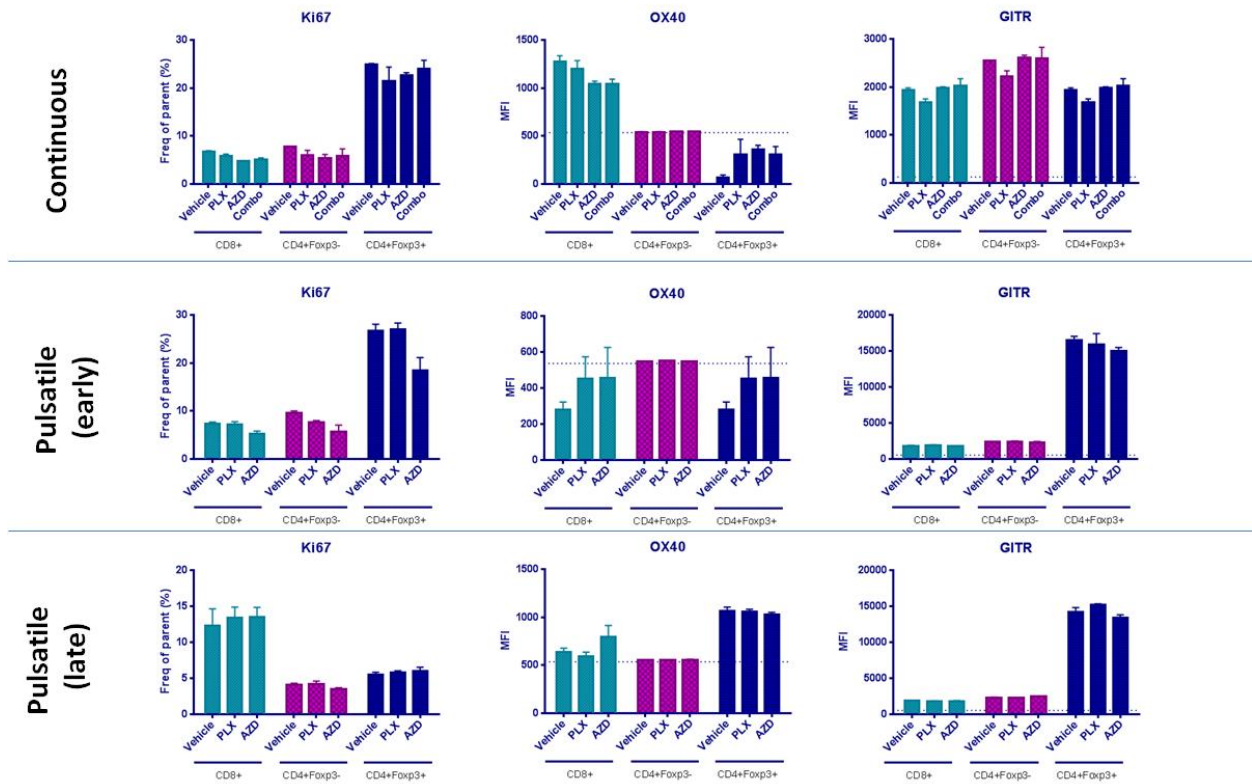 Continuous
Ki67
Freq of parent (%)
30
20
10
0
Vehicle PLX AZD Combo Vehicle PLX AZD Combo Vehicle PLX AZD Combo
CD8+ CD4+Foxp3- CD4+Foxp3+
OX40
MFI
1500
1000
500
0
Vehicle PLX AZD Combo Vehicle PLX AZD Combo Vehicle PLX AZD Combo
CD8+ CD4+Foxp3- CD4+Foxp3+
GITR
MFI
3000
2000
1000
0
Vehicle PLX AZD Combo Vehicle PLX AZD Combo Vehicle PLX AZD Combo
CD8+ CD4+Foxp3- CD4+Foxp3+
Pulsatile
(early)
Ki67
Freq of parent (%)
30
20
10
0
Vehicle PLX AZD Vehicle PLX AZD Vehicle PLX AZD
CD8+ CD4+Foxp3- CD4+Foxp3+
OX40
MFI
800
600
400
200
0
Vehicle PLX AZD Vehicle PLX AZD Vehicle PLX AZD
CD8+ CD4+Foxp3- CD4+Foxp3+
GITR
MFI
20000
15000
10000
5000
0
Vehicle PLX AZD Vehicle PLX AZD Vehicle PLX AZD
CD8+ CD4+Foxp3- CD4+Foxp3+
Pulsatile
(late)
Ki67
Freq of parent (%)
20
15
10
5
0
Vehicle PLX AZD Vehicle PLX AZD Vehicle PLX AZD
CD8+ CD4+Foxp3- CD4+Foxp3+
OX40
MFI
1500
1000
500
0
Vehicle PLX AZD Vehicle PLX AZD Vehicle PLX AZD
CD8+ CD4+Foxp3- CD4+Foxp3+
GITR
MFI
20000
15000
10000
5000
0
Vehicle PLX AZD Vehicle PLX AZD Vehicle PLX AZD
CD8+ CD4+Foxp3- CD4+Foxp3+